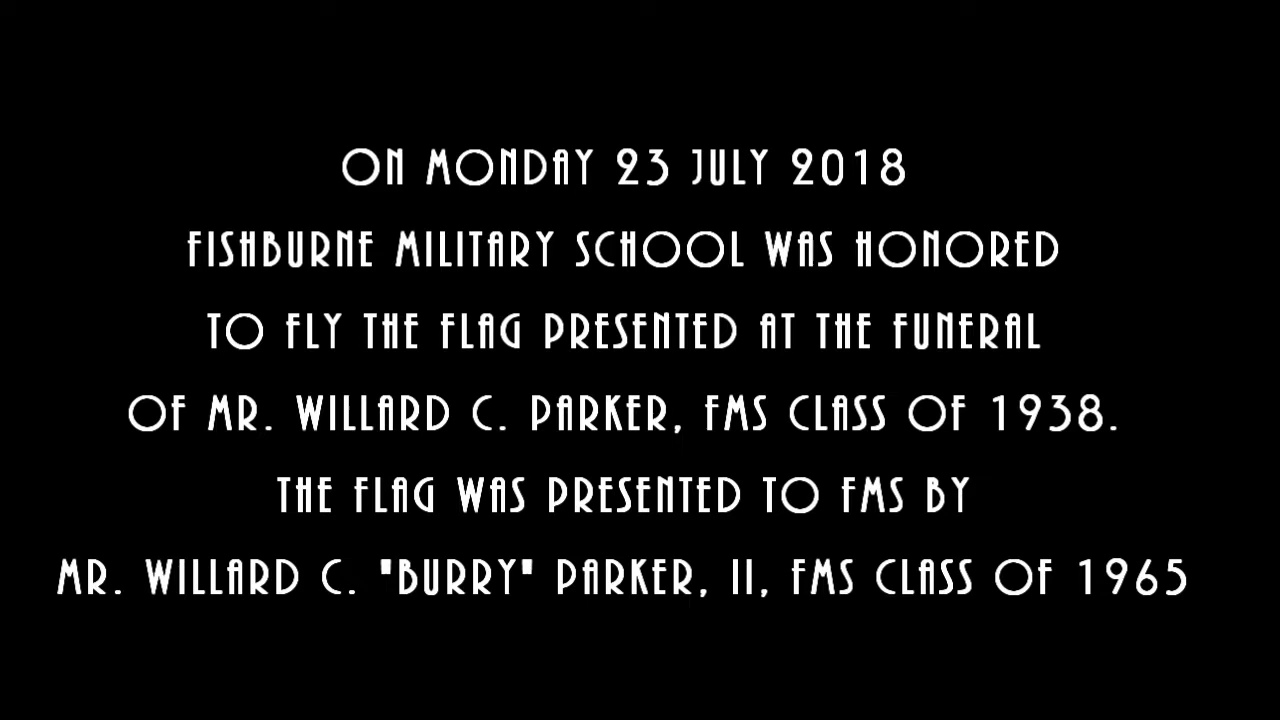 ON MONDAY 23 JULY 2018
FISHBURNE MILITARY SCHOOL WAS HONORED
TO FLY THE FLAG PRESENTED AT THE FUNERAL
OF MR. WILLARD C. PARKER, FMS CLASS OF 1938.
THE FLAG WAS PRESENTED TO FMS BY
MR. WILLARD C. "BURRY" PARKER, II, FMS CLASS OF 1965